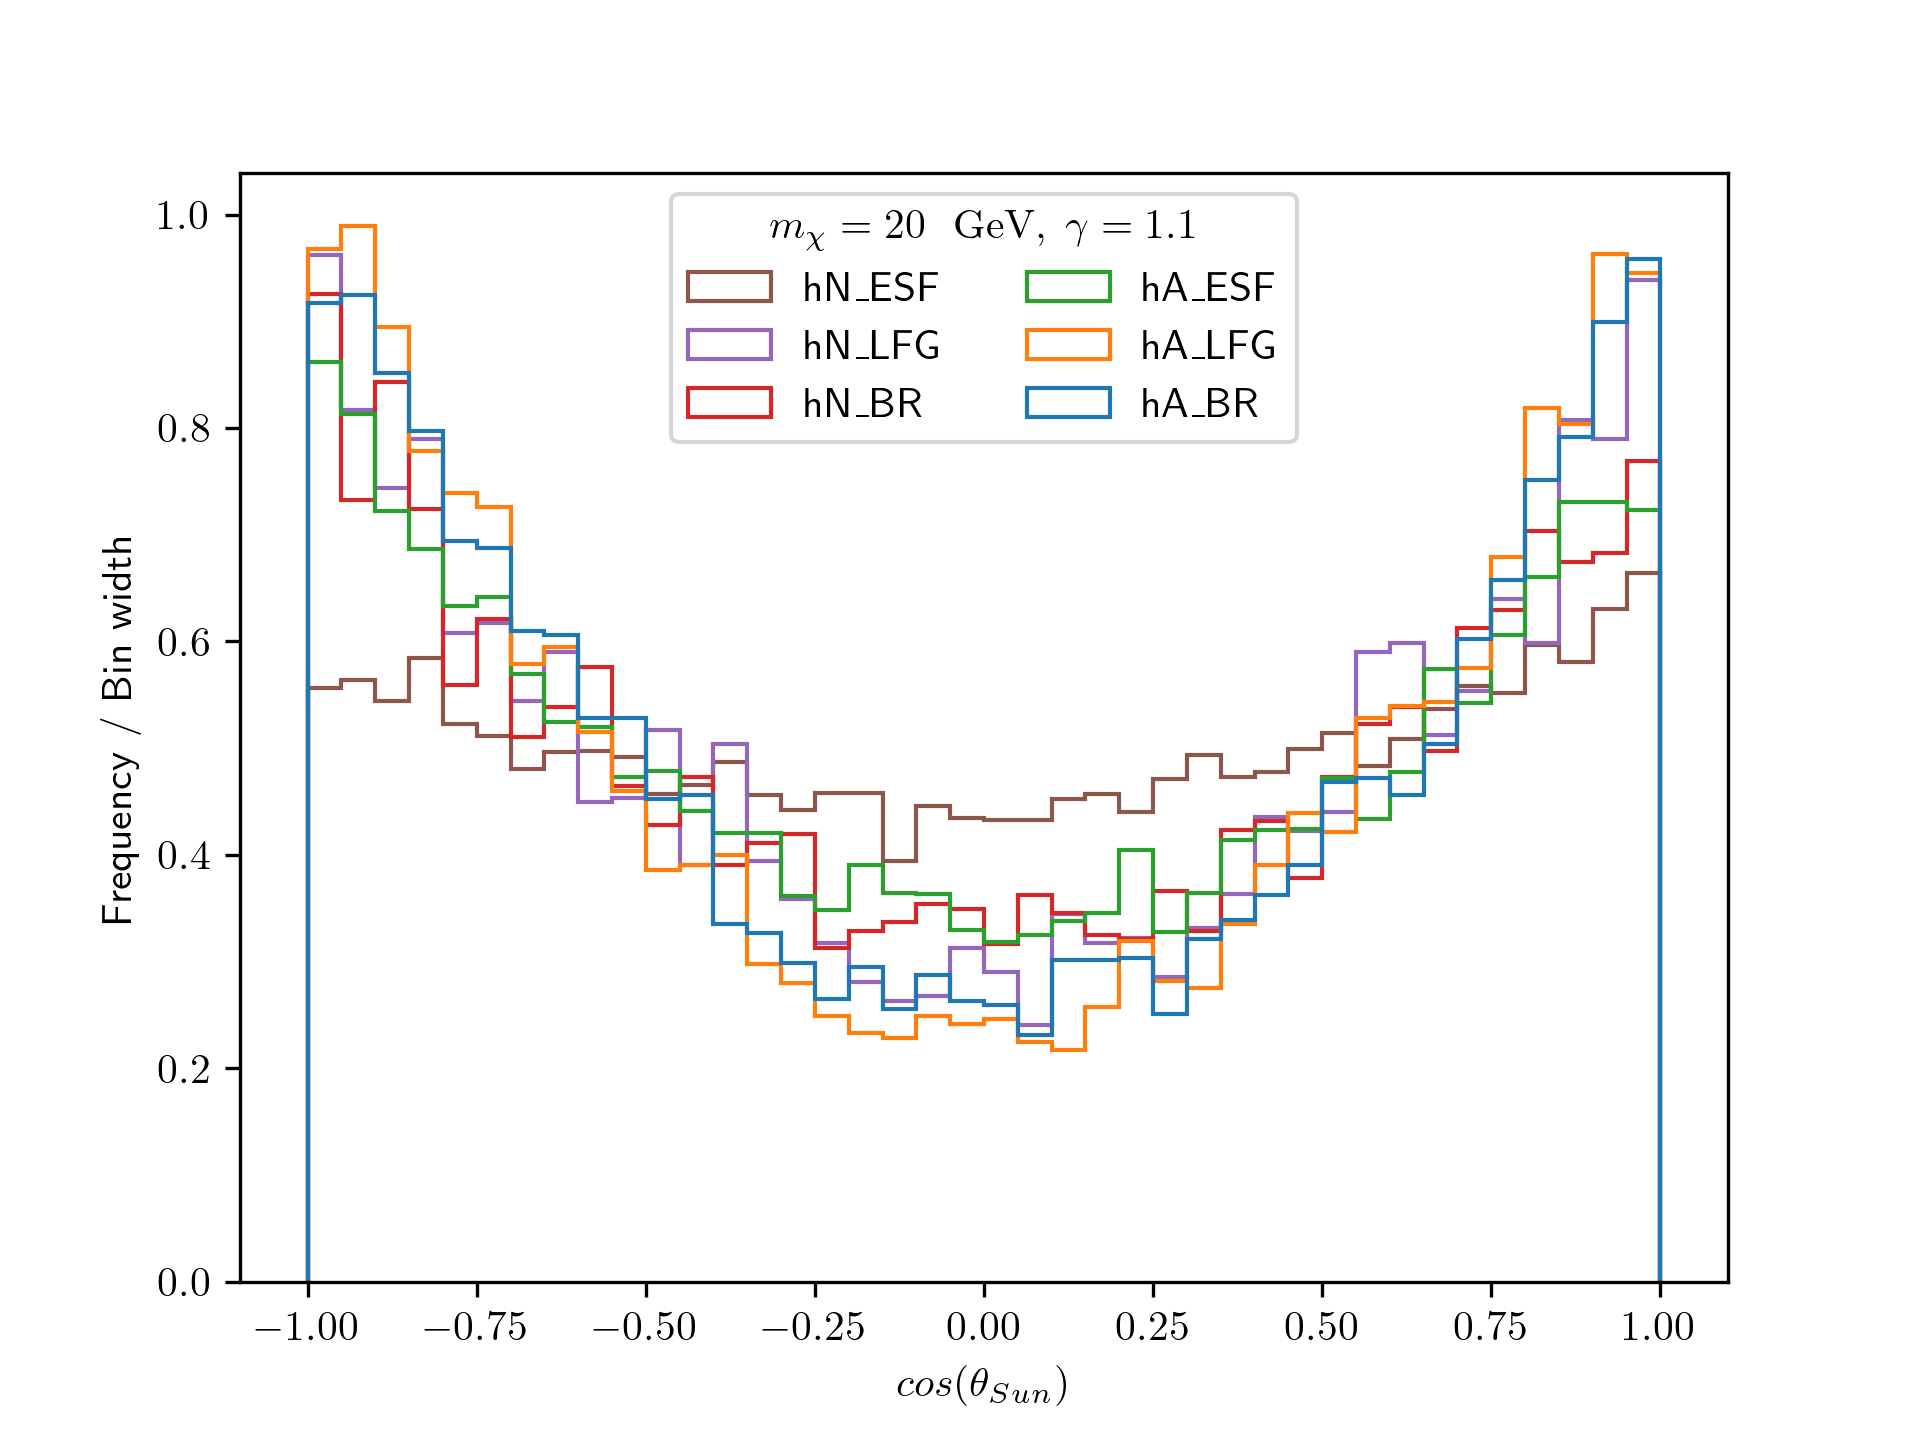 m_χ = 20 GeV, γ = 1.1
hN_ESF hA_ESF
hN_LFG hA_LFG
hN_BR hA_BR
Frequency / Bin width
1.0
0.8
0.6
0.4
0.2
0.0
−1.00 −0.75 −0.50 −0.25 0.00 0.25 0.50 0.75 1.00
cos(θ_Sun)